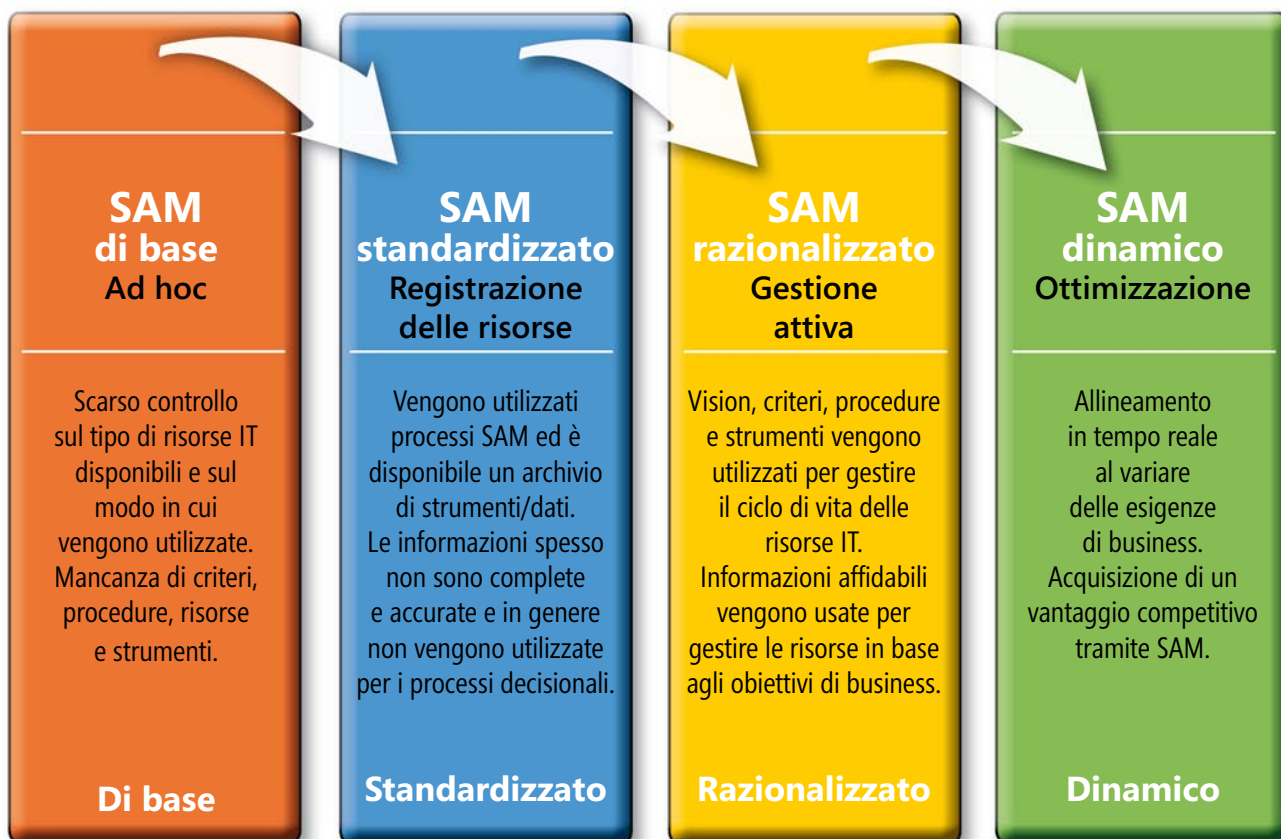 SAM
di base
Ad hoc
Scarso controllo
sul tipo di risorse IT
disponibili e sul
modo in cui
vengono utilizzate.
Mancanza di criteri,
procedure, risorse
e strumenti.
Di base
SAM
standardizzato
Registrazione
delle risorse
Vengono utilizzati
processi SAM ed è
disponibile un archivio
di strumenti/dati.
Le informazioni spesso
non sono complete
e accurate e in genere
non vengono utilizzate
per i processi decisionali.
Standardizzato
SAM
razionalizzato
Gestione
attiva
Vision, criteri, procedure
e strumenti vengono
utilizzati per gestire
il ciclo di vita delle
risorse IT.
Informazioni affidabili
vengono usate per
gestire le risorse in base
agli obiettivi di business.
Razionalizzato
SAM
dinamico
Ottimizzazione
Allineamento
in tempo reale
al variare
delle esigenze
di business.
Acquisizione di un
vantaggio competitivo
tramite SAM.
Dinamico